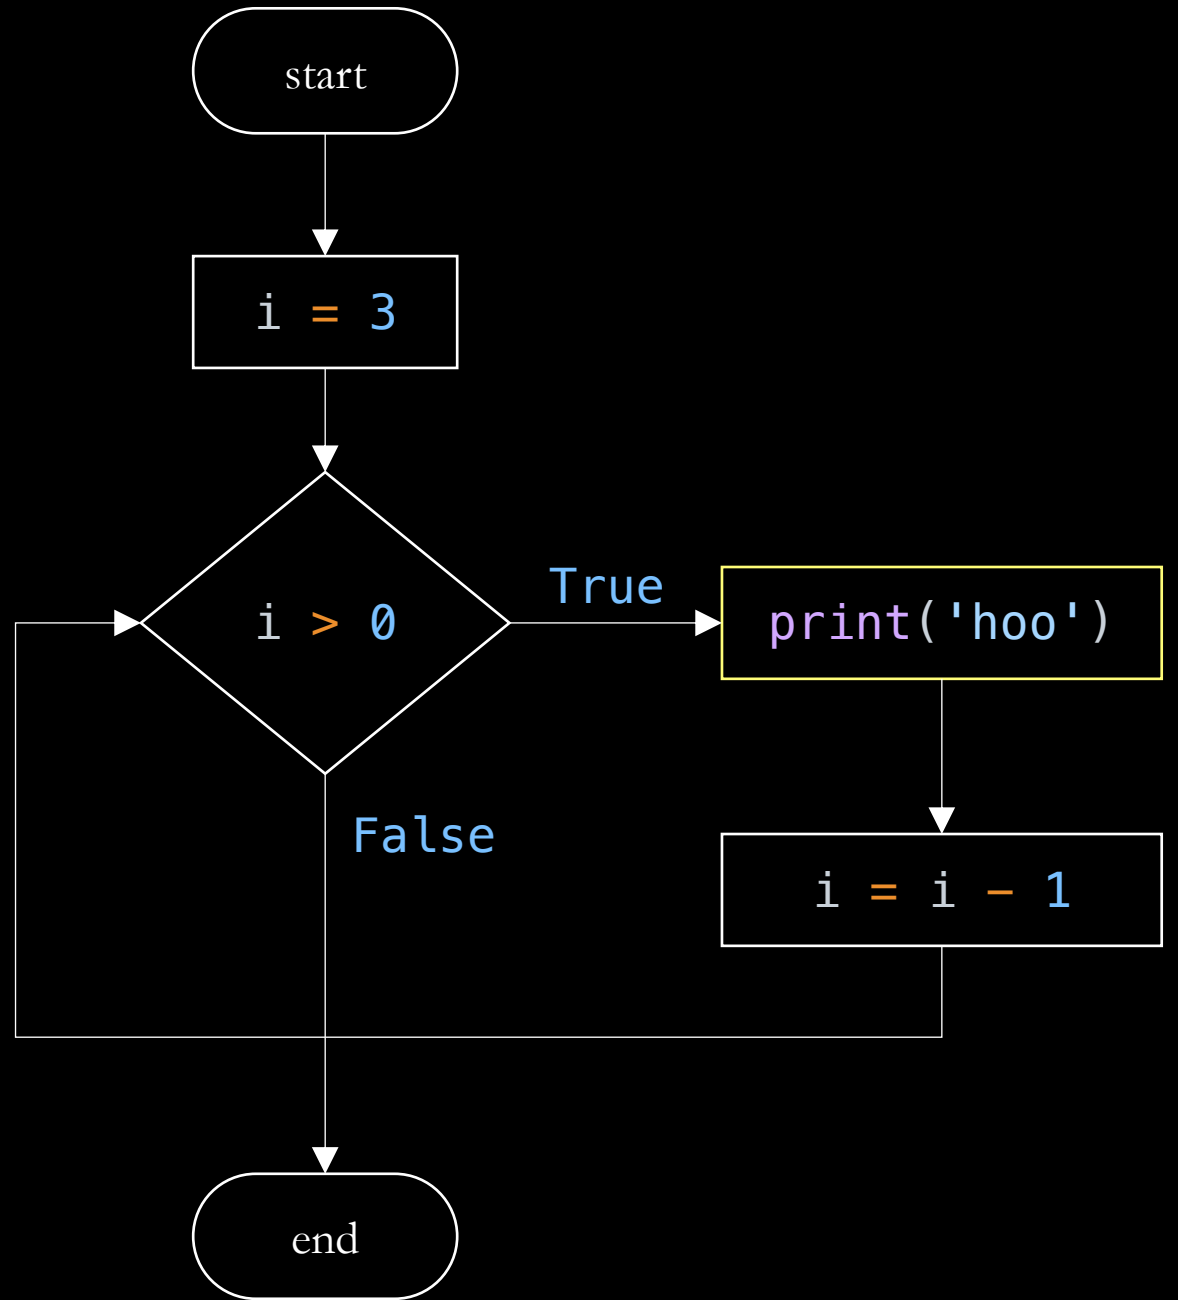 start
i = 3
i > 0
True
print('hoo')
False
i = i - 1
end